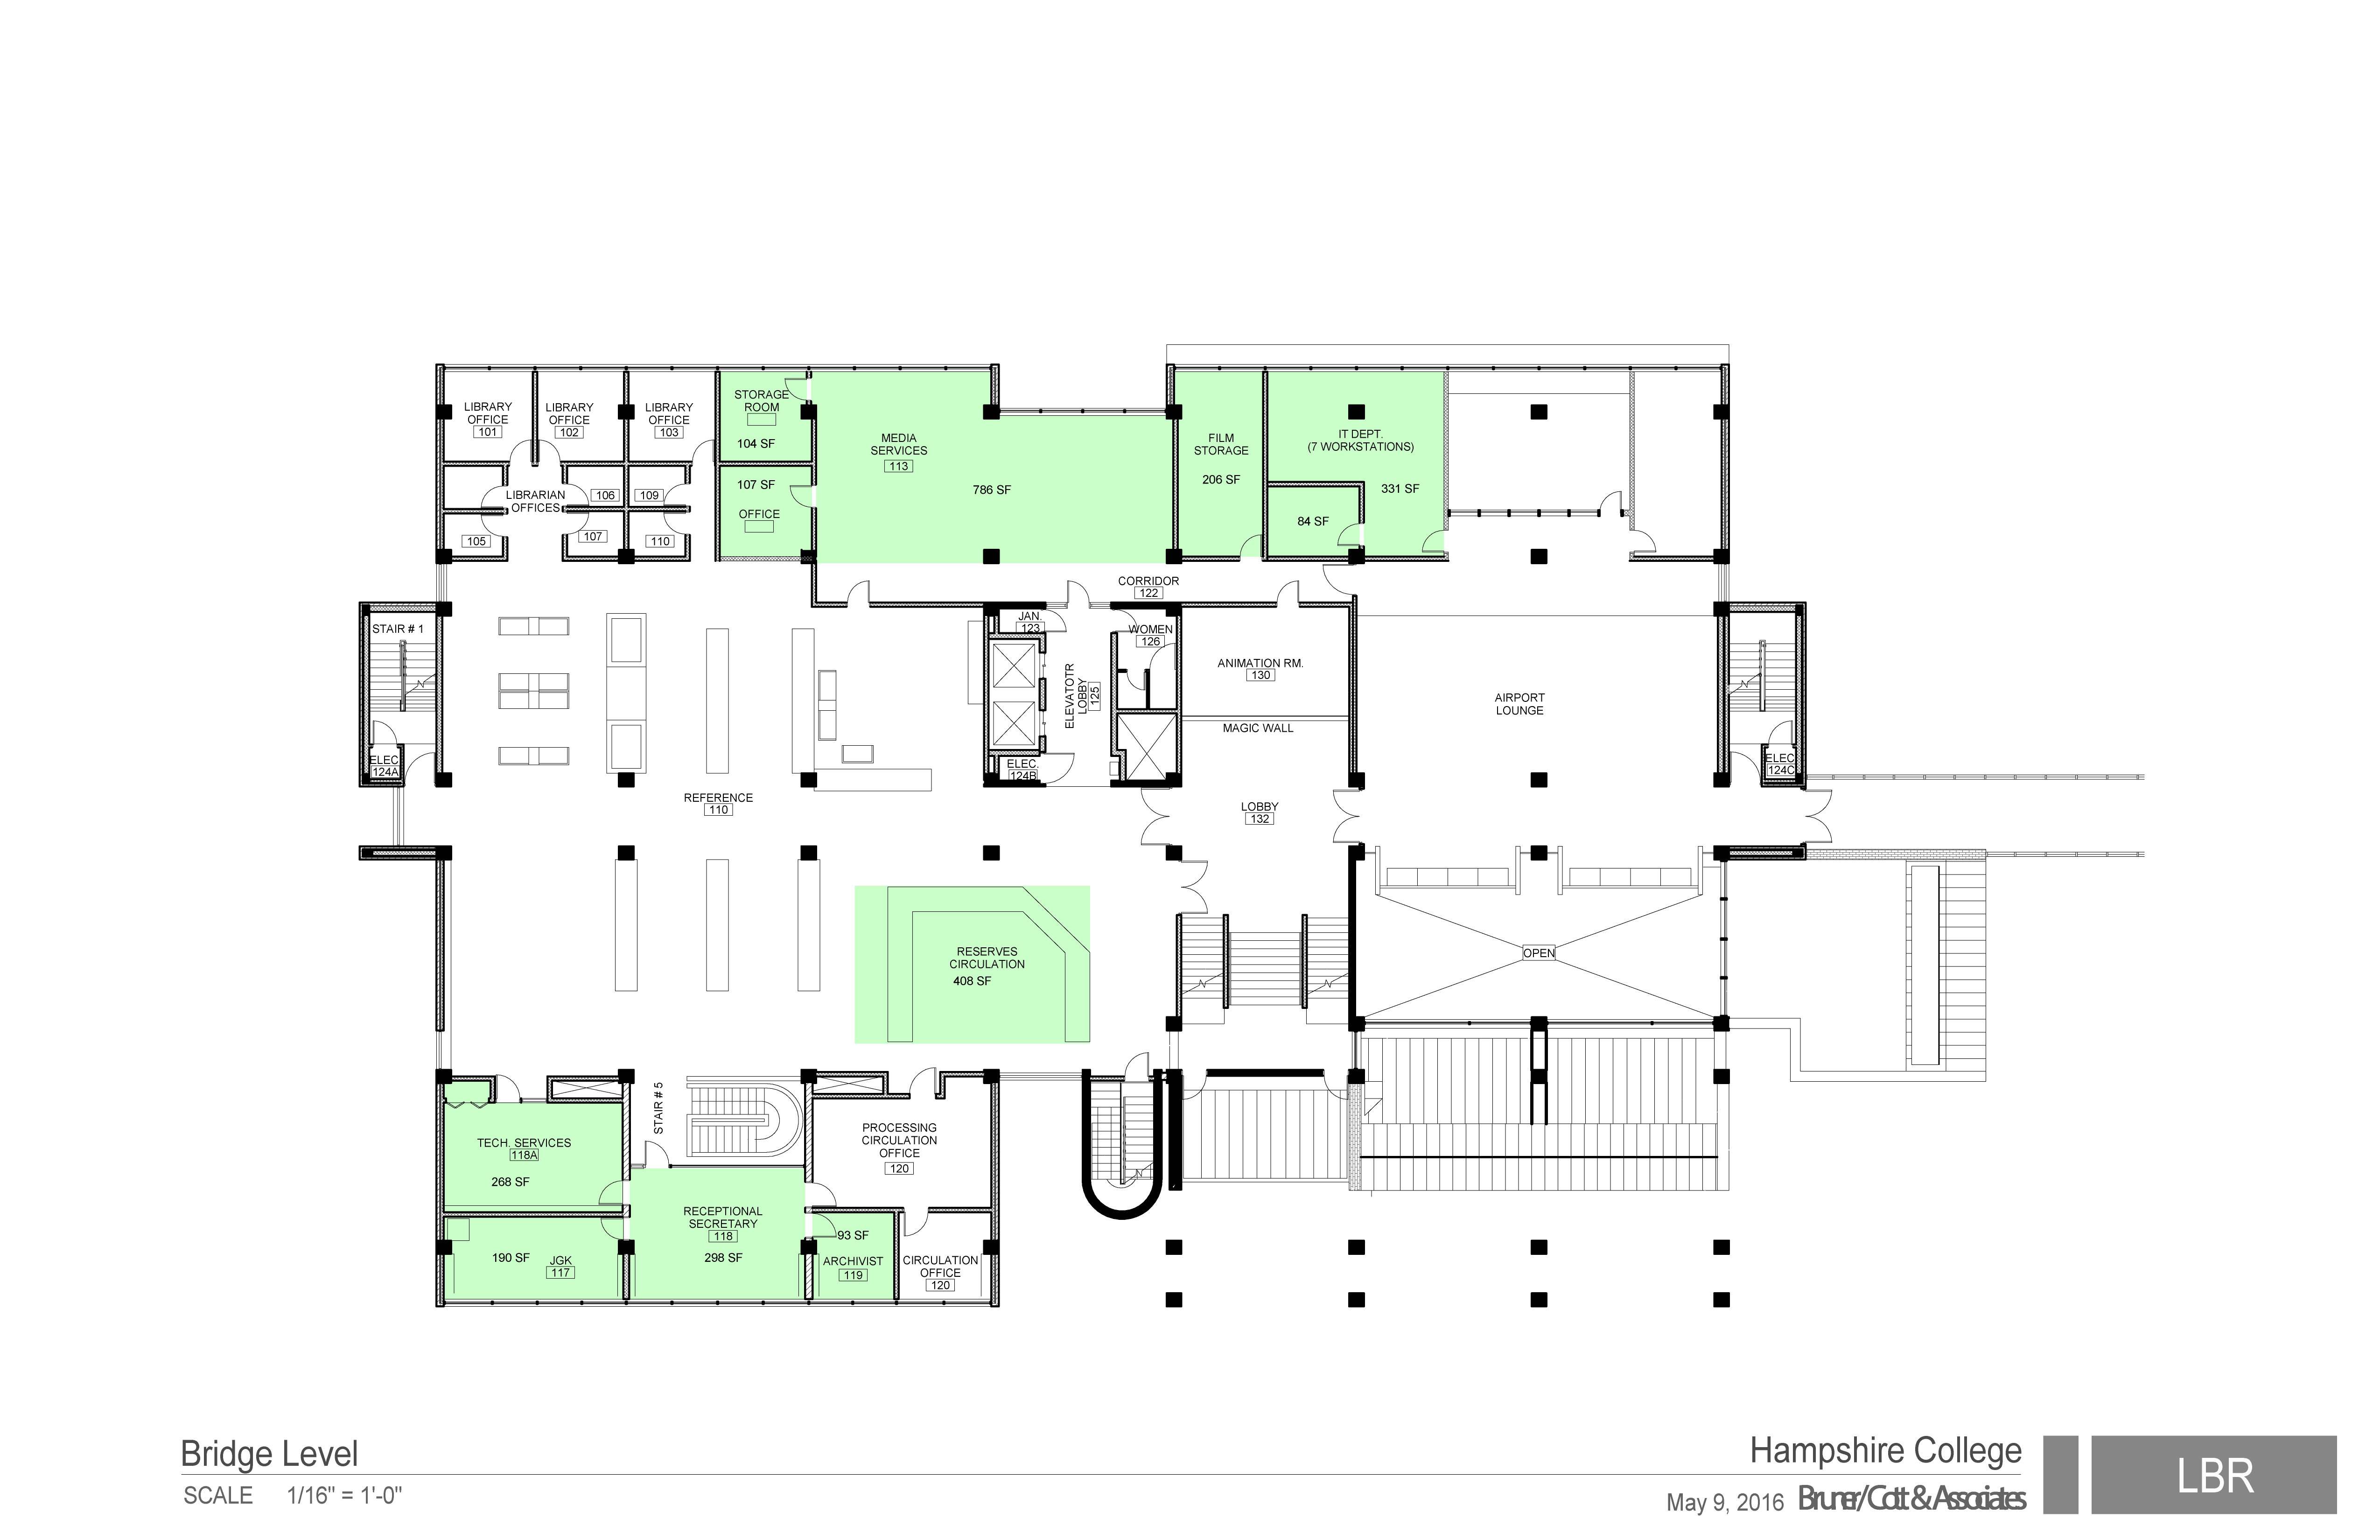 LIBRARY
OFFICE
101
LIBRARY
OFFICE
102
LIBRARY
OFFICE
103
STORAGE
ROOM
104 SF
MEDIA
SERVICES
113
786 SF
FILM
STORAGE
206 SF
IT DEPT.
(7 WORKSTATIONS)
331 SF
84 SF
107 SF
OFFICE
LIBRARIAN
OFFICES
106
109
105
107
110
CORRIDOR
122
STAIR # 1
JAN.
123
WOMEN
126
ELEVATOTR
LOBBY
125
ANIMATION RM.
130
MAGIC WALL
AIRPORT
LOUNGE
ELEC
124A
ELEC.
124B
ELEC
124C
REFERENCE
110
LOBBY
132
RESERVES
CIRCULATION
408 SF
OPEN
STAIR # 5
TECH. SERVICES
118A
268 SF
PROCESSING
CIRCULATION
OFFICE
120
RECEPTIONAL
SECRETARY
118
298 SF
190 SF
JGK
117
93 SF
ARCHIVIST
119
CIRCULATION
OFFICE
120
Bridge Level
SCALE 1/16" = 1'-0"
Hampshire College
May 9, 2016 Bruner/Cott & Associates
LBR